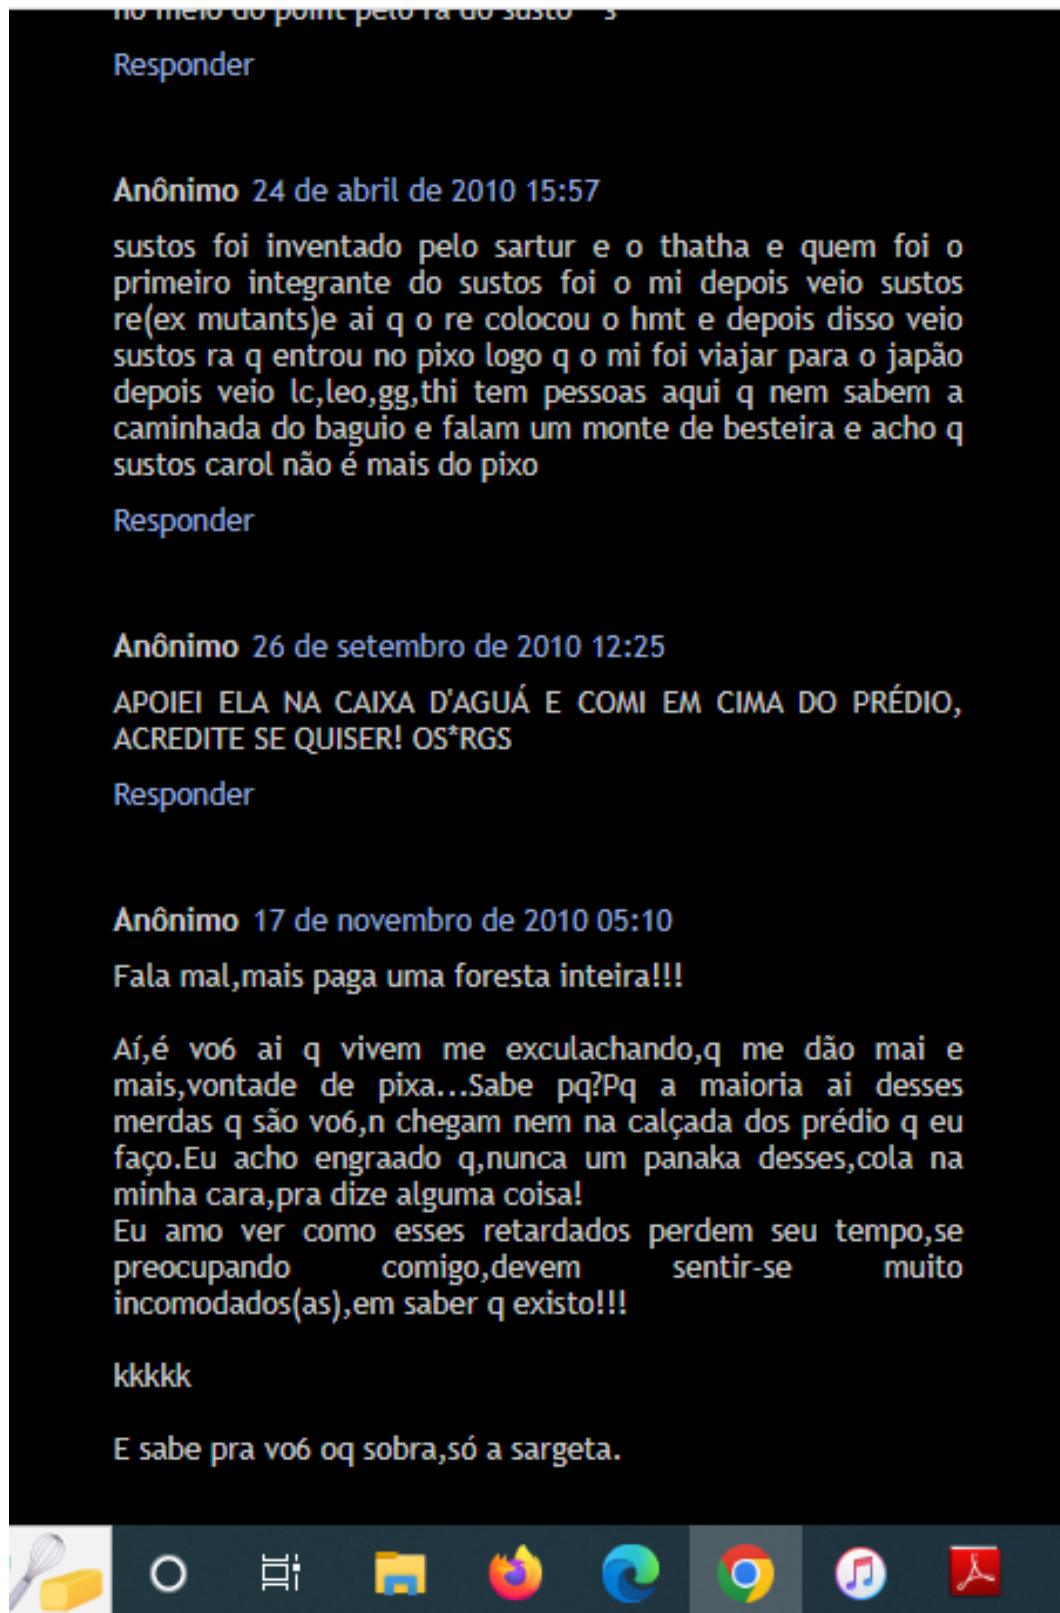 no meio do point pelo ra do susto
Responder
Anônimo 24 de abril de 2010 15:57
sustos foi inventado pelo sartur e o thatha e quem foi o
primeiro integrante do sustos foi o mi depois veio sustos
re(ex mutants)e ai q o re colocou o hmt e depois disso veio
sustos ra q entrou no pixo logo q o mi foi viajar para o japão
depois veio lc,leo,gg,thi tem pessoas aqui q nem sabem a
caminhada do baguio e falam um monte de besteira e acho q
sustos carol não é mais do pixo
Responder
Anônimo 26 de setembro de 2010 12:25
APOIEI ELA NA CAIXA D'AGUÁ E COMI EM CIMA DO PRÉDIO,
ACREDITE SE QUISER! OS*RGS
Responder
Anônimo 17 de novembro de 2010 05:10
Fala mal,mais paga uma foresta inteira!!!
Aí,é vo6 ai q vivem me exculachando,q me dão mai e
mais,vontade de pixa...Sabe pq?Pq a maioria ai desses
merdas q são vo6,n chegam nem na calçada dos prédio q eu
faço.Eu acho engraado q,nunca um panaka desses,cola na
minha cara,pra dize alguma coisa!
Eu amo ver como esses retardados perdem seu tempo,se
preocupando comigo,devem sentir-se muito
incomodados(as),em saber q existo!!!
kkkkk
E sabe pra vo6 oq sobra,só a sargeta.